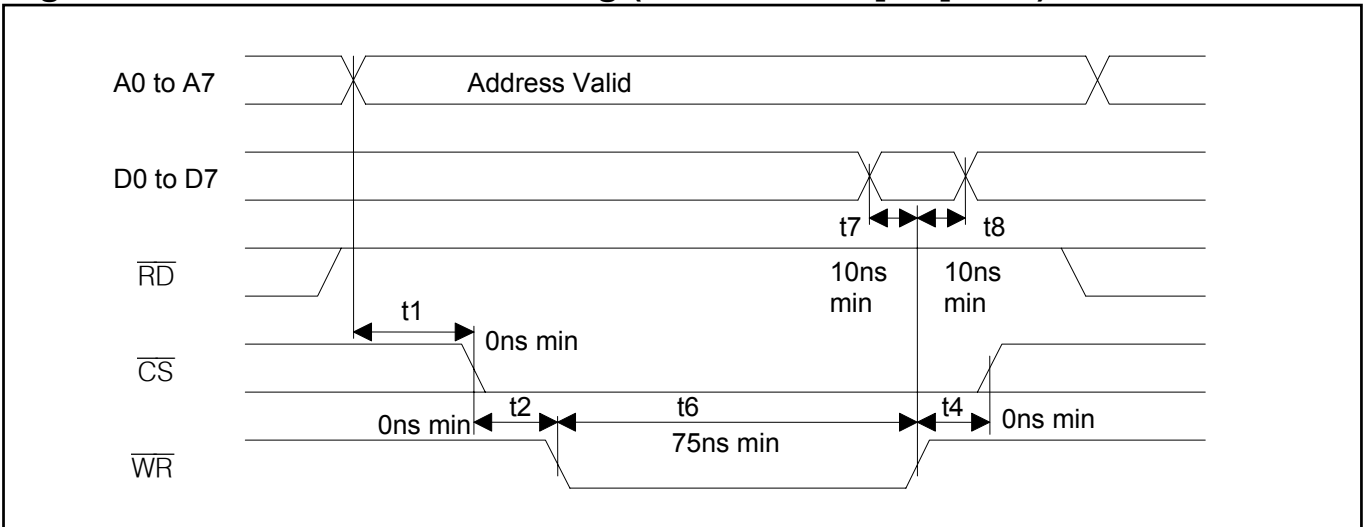 A0 to A7
Address Valid
D0 to D7
t7
t8
RD
10ns
min
10ns
min
t1
0ns min
CS
t2
t6
t4
0ns min
0ns min
75ns min
WR